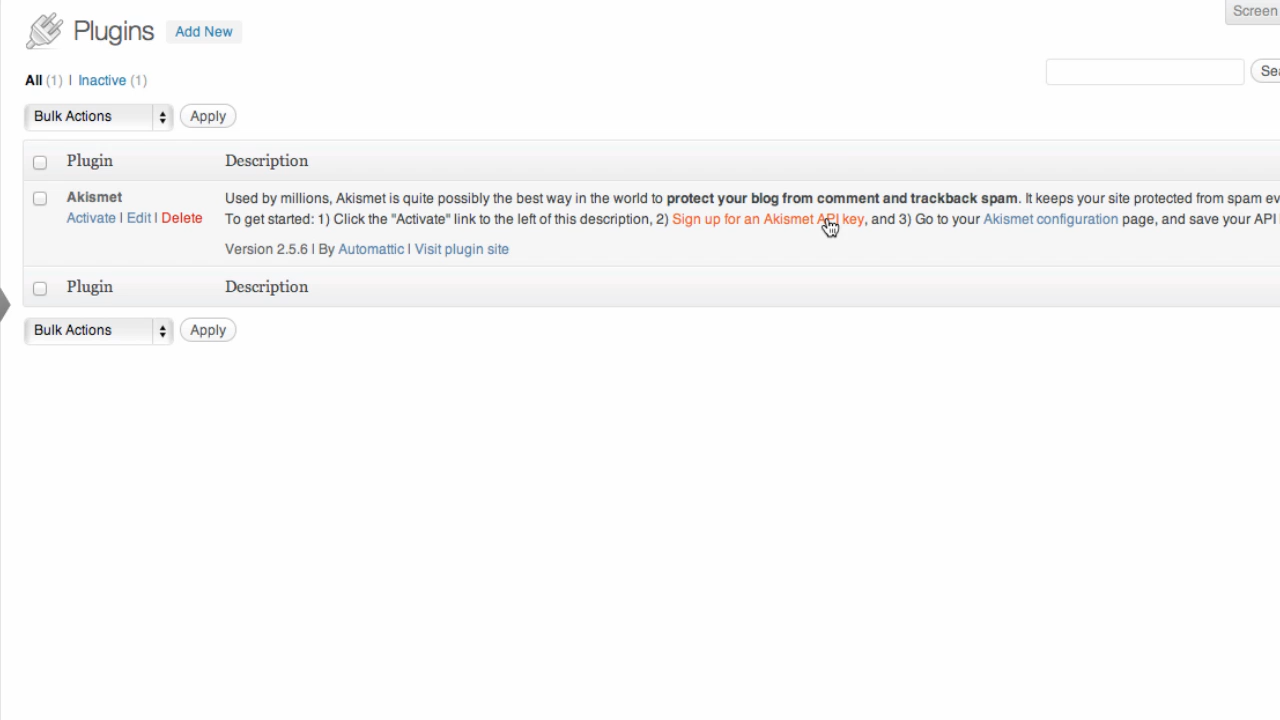 Screen
Plugins Add New
All (1) | Inactive (1)
Bulk Actions Apply
Plugin Description
Akismet Used by millions, Akismet is quite possibly the best way in the world to protect your blog from comment and trackback spam. It keeps your site protected from spam
Activate | Edit | Delete To get started: 1) Click the "Activate" link to the left of this description, 2) Sign up for an Akismet API key, and 3) Go to your Akismet configuration page, and save your API
Version 2.5.6 | By Automattic | Visit plugin site
Plugin Description
Bulk Actions Apply